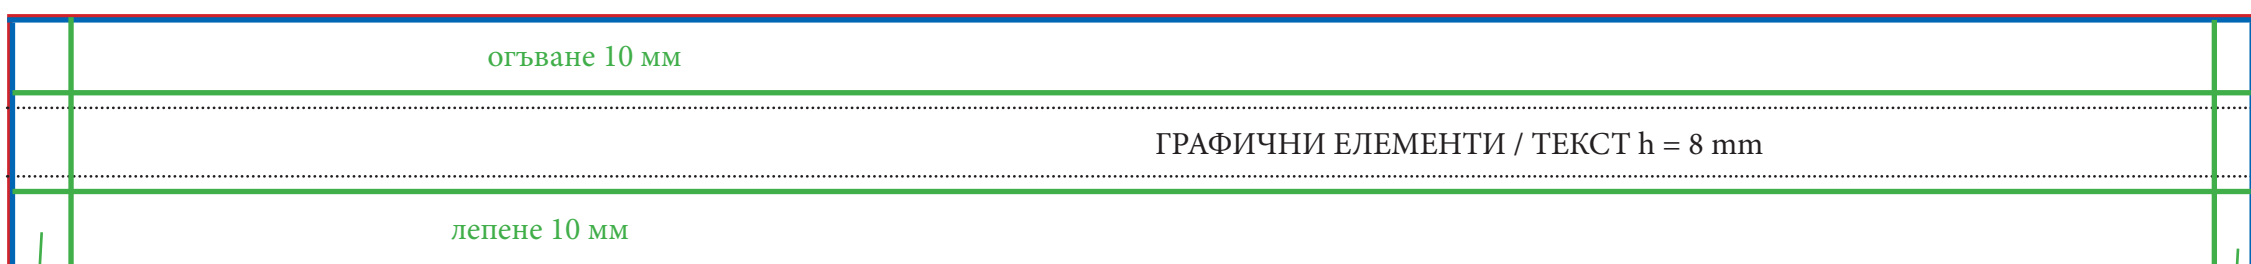 огъване 10 мм
ГРАФИЧНИ ЕЛЕМЕНТИ / ТЕКСТ h = 8 mm
лепене 10 мм